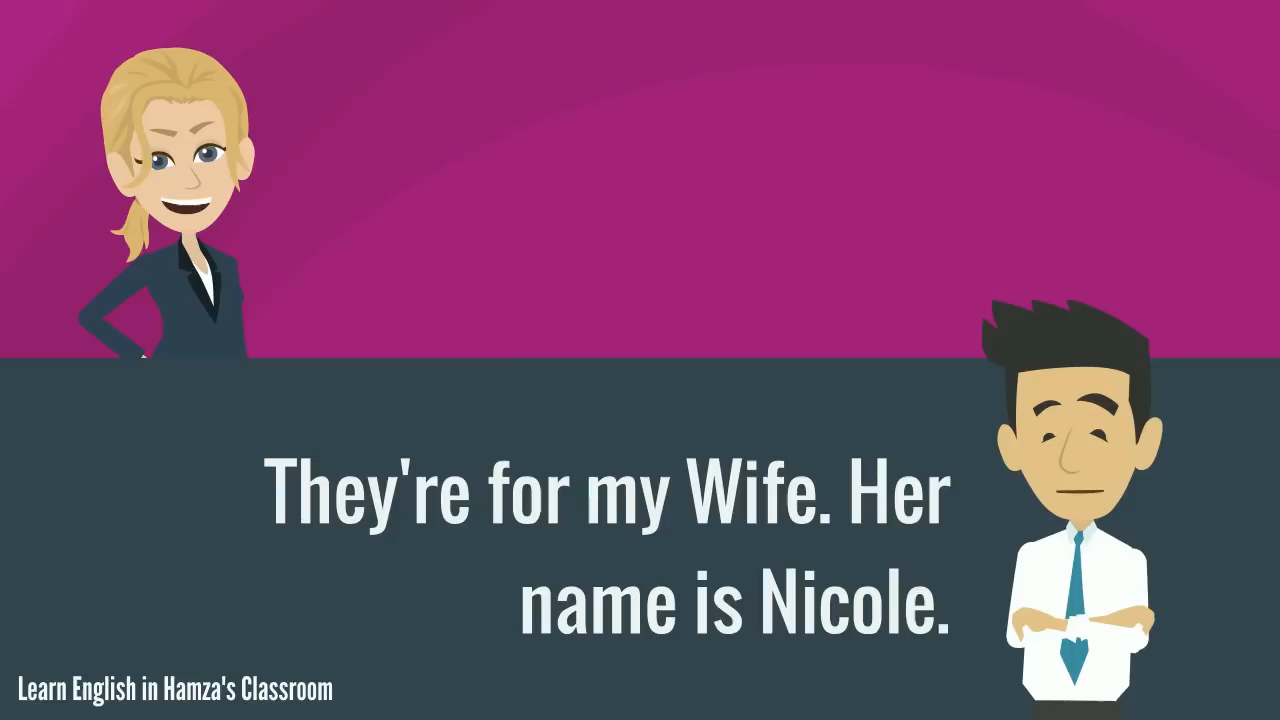 They're for my Wife. Her
name is Nicole.
Learn English in Hamza's Classroom